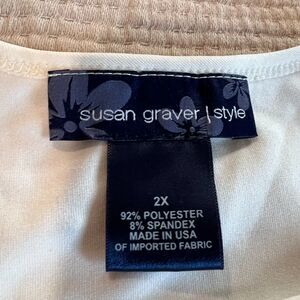 susan graver | style
2X
92% POLYESTER
8% SPANDEX
MADE IN USA
OF IMPORTED FABRIC